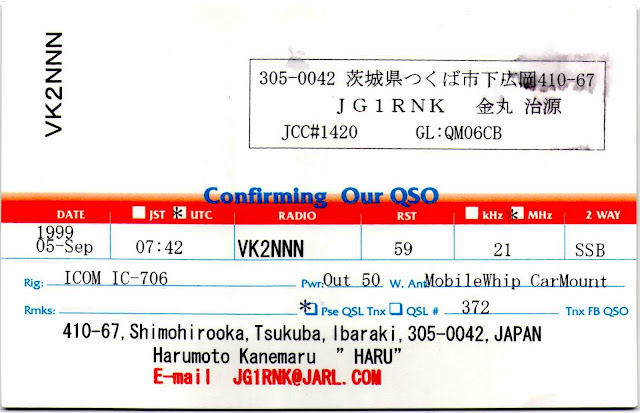 VK2NNN
305-0042 茨城県つくば市下広岡410-67
JG1RNK 金丸 治源
JCC#1420 GL:QM06CB
Confirming Our QSO
DATE JST * UTC RADIO RST kHz * MHz 2 WAY
1999
05-Sep 07:42 VK2NNN 59 21 SSB
Rig: ICOM IC-706 Pwr: Out 50 W. Ant MobileWhip CarMount
Rmks: * Pse QSL Tnx QSL # 372 Tnx FB QSO
410-67,Shimohirooka,Tsukuba,Ibaraki,305-0042,JAPAN
Harumoto Kanemaru "HARU"
E-mail JG1RNK@JARL.COM